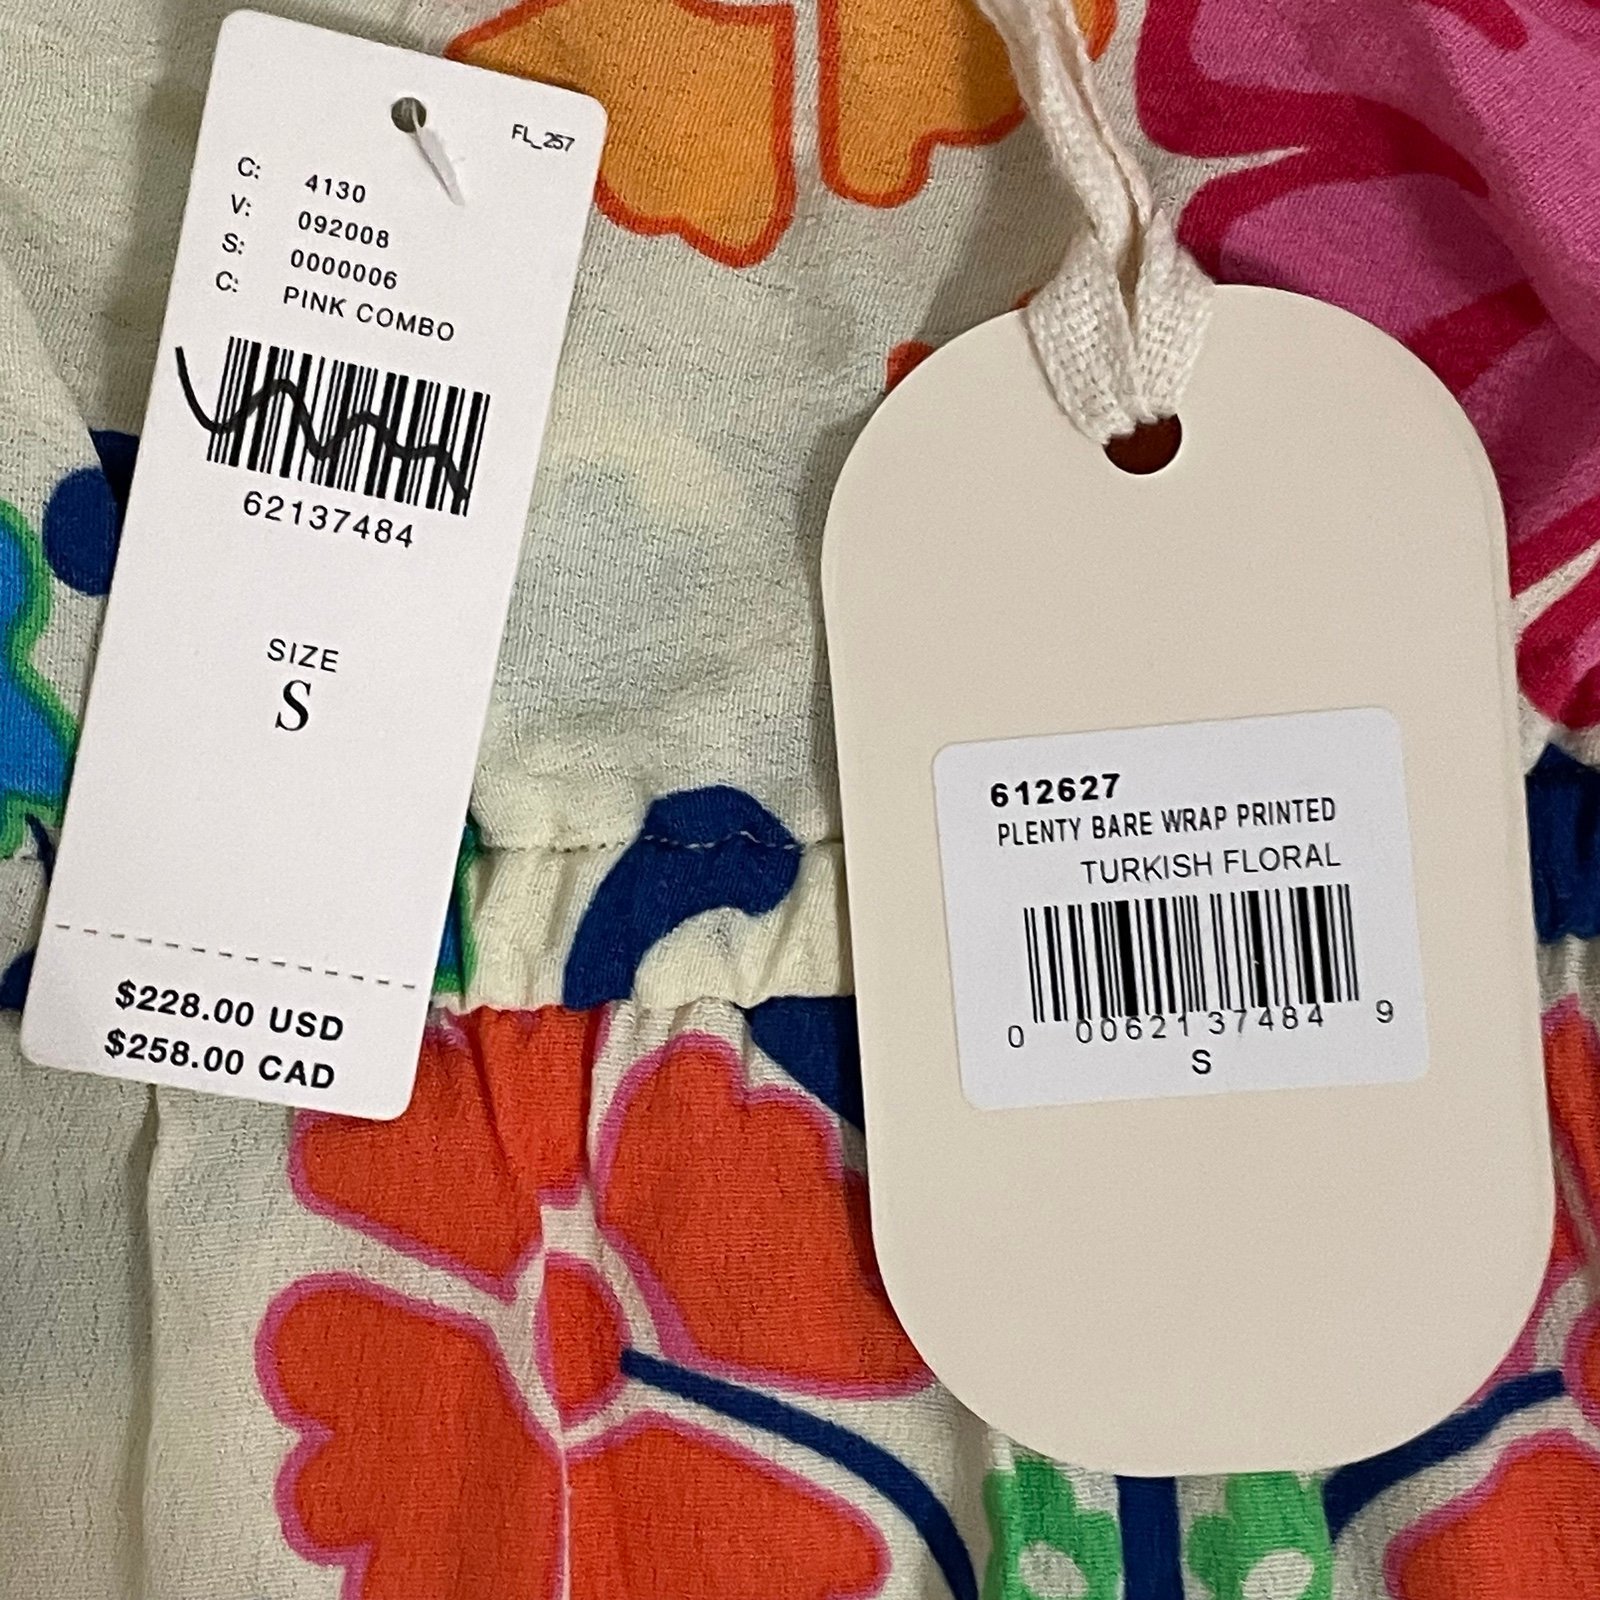 FL_257
C: 4130
V: 092008
S: 0000006
C: PINK COMBO
62137484
SIZE
S
$228.00 USD
$258.00 CAD
612627
PLENTY BARE WRAP PRINTED
TURKISH FLORAL
0 00621 37484 9
S